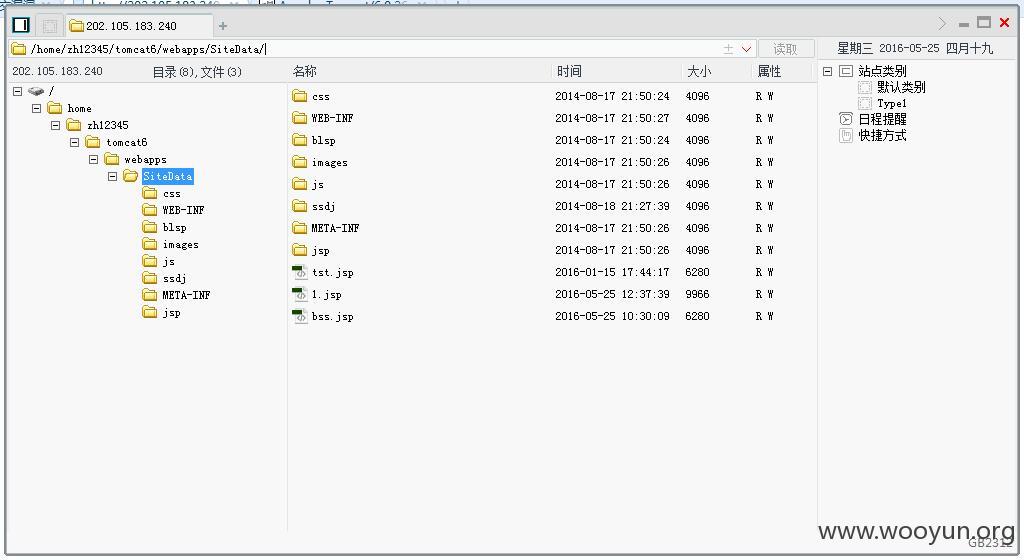 202.105.183.240
/home/zh12345/tomcat6/webapps/SiteData/
读取
星期三 2016-05-25 四月十九
202.105.183.240 目录(8),文件(3)
名称 时间 大小 属性
/
home
zh12345
tomcat6
webapps
SiteData
css
WEB-INF
blsp
images
js
ssdj
META-INF
jsp
css 2014-08-17 21:50:24 4096 R W
WEB-INF 2014-08-17 21:50:27 4096 R W
blsp 2014-08-17 21:50:24 4096 R W
images 2014-08-17 21:50:26 4096 R W
js 2014-08-17 21:50:26 4096 R W
ssdj 2014-08-18 21:27:39 4096 R W
META-INF 2014-08-17 21:50:26 4096 R W
jsp 2014-08-17 21:50:26 4096 R W
tst.jsp 2016-01-15 17:44:17 6280 R W
1.jsp 2016-05-25 12:37:39 9966 R W
bss.jsp 2016-05-25 10:30:09 6280 R W
站点类别
默认类别
Type1
日程提醒
快捷方式
www.wooyun.org
GB2312